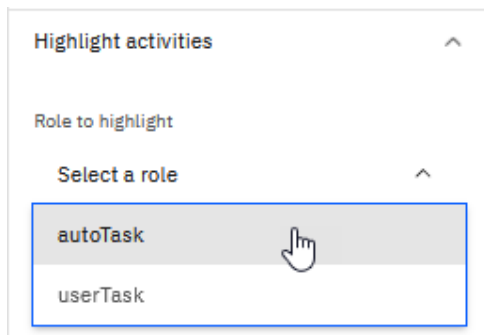 Highlight activities
Role to highlight
Select a role
autoTask
userTask